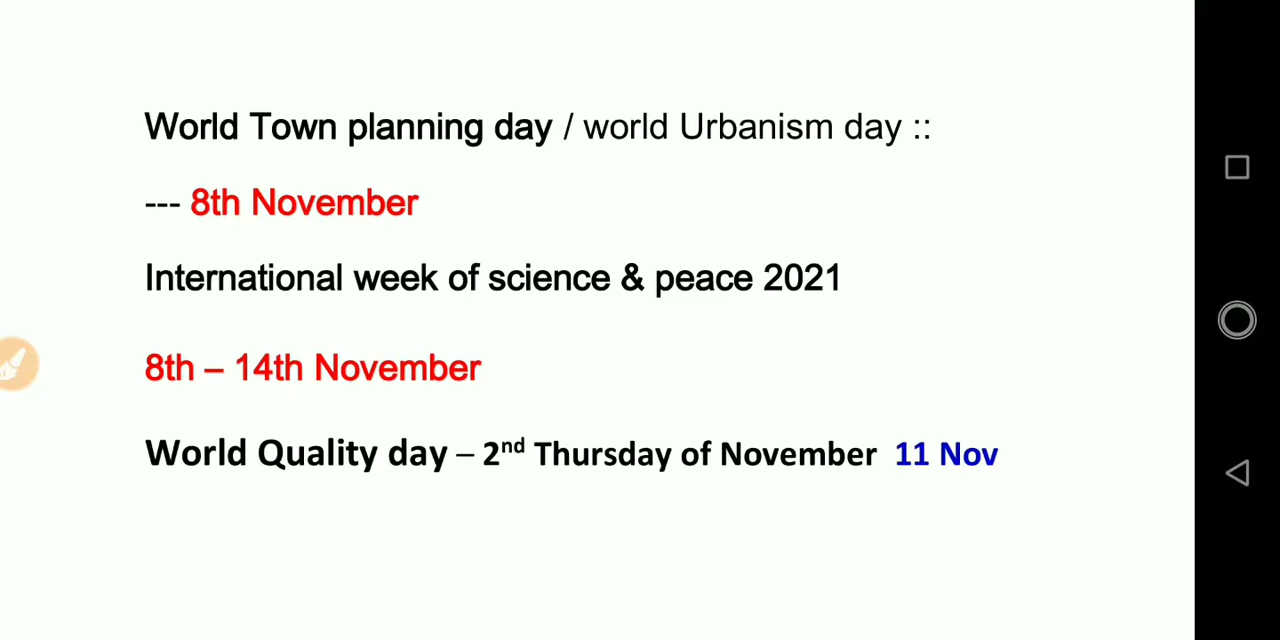 World Town planning day / world Urbanism day ::
--- 8th November
International week of science & peace 2021
8th – 14th November
World Quality day – 2nd Thursday of November 11 Nov